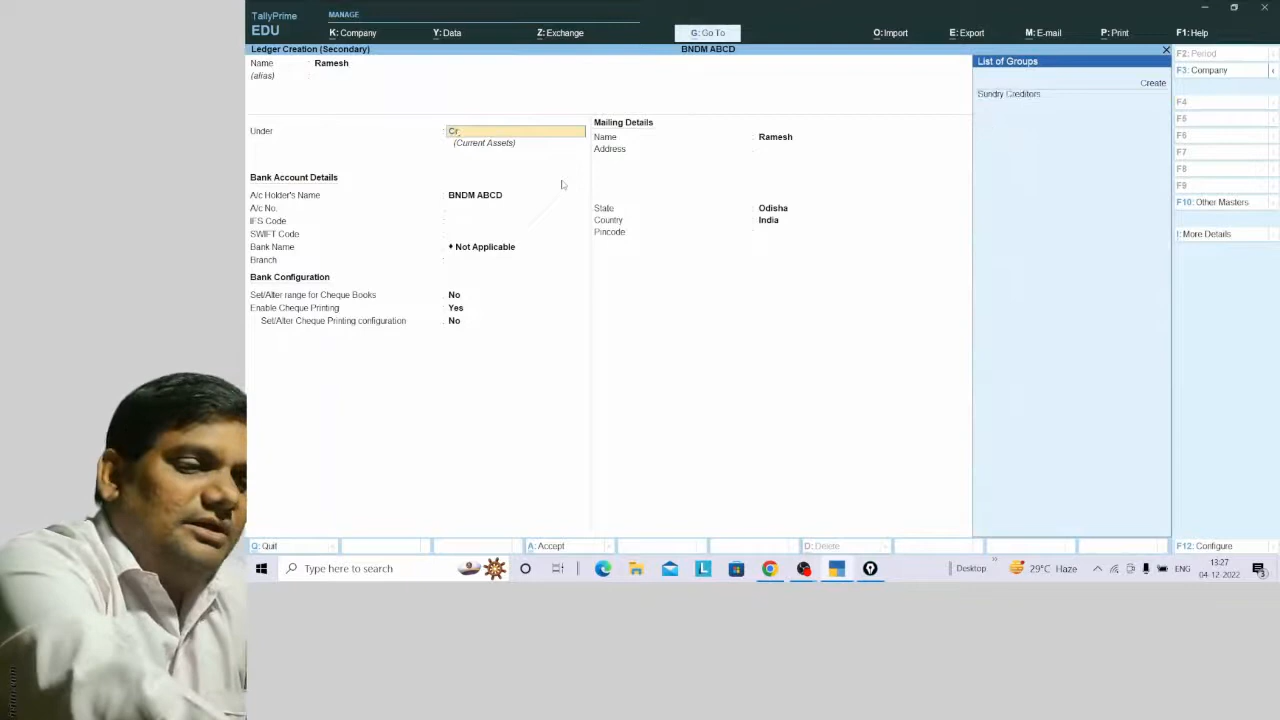 TallyPrime
EDU
MANAGE
K: Company
Y: Data
Z: Exchange
G: Go To
O: Import
E: Export
M: E-mail
P: Print
F1: Help
Ledger Creation (Secondary)
BNDM ABCD
Name : Ramesh
(alias) :
Under : Cr
(Current Assets)
Bank Account Details
A/c Holder's Name : BNDM ABCD
A/c No. :
IFS Code :
SWIFT Code :
Bank Name : ♦ Not Applicable
Branch :
Bank Configuration
Set/Alter range for Cheque Books : No
Enable Cheque Printing : Yes
Set/Alter Cheque Printing configuration : No
Mailing Details
Name : Ramesh
Address :
State : Odisha
Country : India
Pincode :
List of Groups
Create
Sundry Creditors
F2: Period
F3: Company
F4
F5
F6
F7
F8
F9
F10: Other Masters
I: More Details
F12: Configure
Q: Quit
A: Accept
D: Delete
Type here to search
Desktop
29°C Haze
ENG
13:27
04-12-2022
3